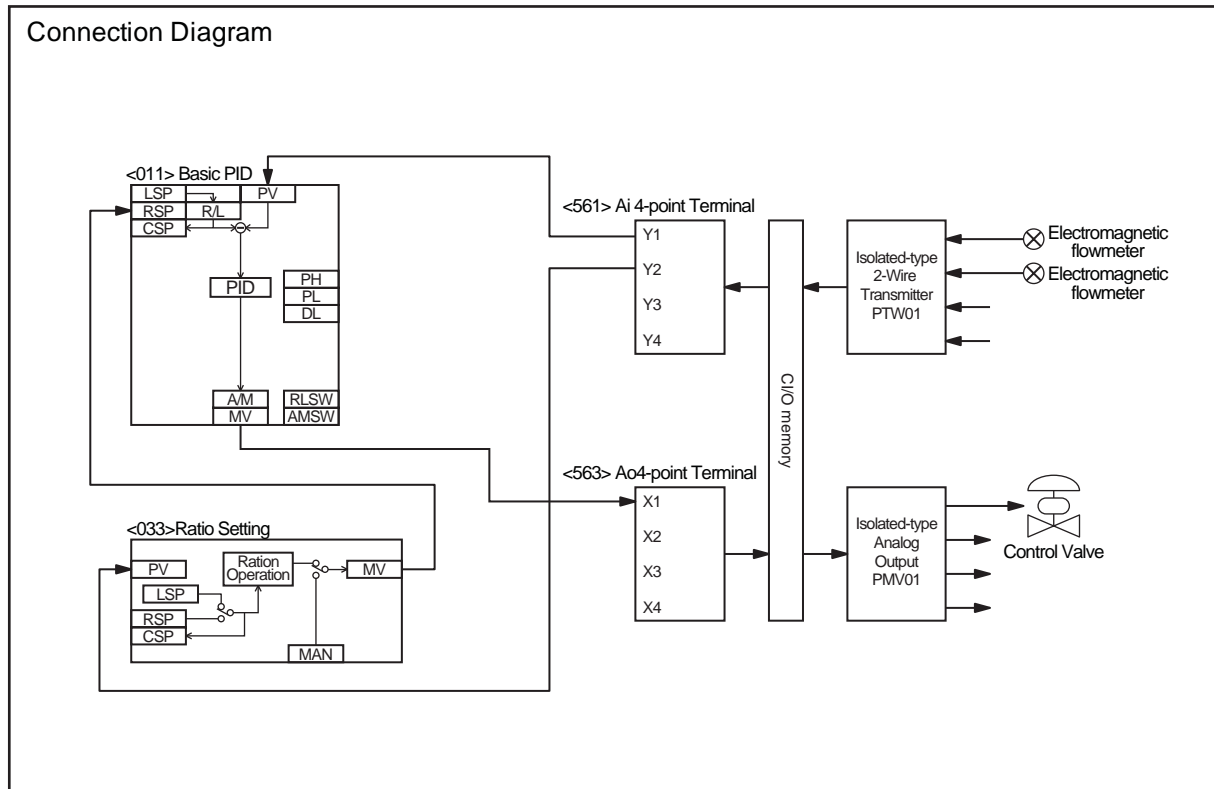 Connection Diagram
<011> Basic PID
LSP
PV
RSP
R/L
CSP
PID
PH
PL
DL
A/M
RLSW
MV
AMSW
<033>Ratio Setting
PV
Ration
Operation
MV
LSP
RSP
CSP
MAN
<561> Ai 4-point Terminal
Y1
Y2
Y3
Y4
<563> Ao4-point Terminal
X1
X2
X3
X4
CI/O memory
Isolated-type
2-Wire
Transmitter
PTW01
Electromagnetic
flowmeter
Electromagnetic
flowmeter
Isolated-type
Analog
Output
PMV01
Control Valve